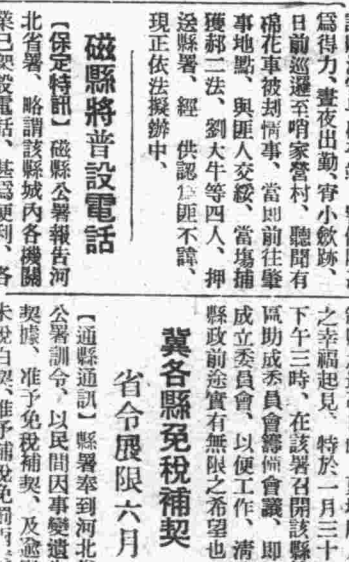 爲得力、晝夜出勤、宵小歛跡、
日前巡邏至哨家營村、聽聞有
棉花車被刦情事、當即前往肇
事地點、與匪人交綏、當塲捕
獲郝二法、劉大牛等四人、押
送縣署、經 供認爲匪不諱、
現正依法擬辦中、
磁縣將普設電話
【保定特訊】磁縣公署報告河
北省署、略謂該縣城內各機關
業已架設電話、甚爲便利、各
之幸福起見、特於一月三十
下午三時、在該署召開該縣
區助成委員會籌備會議、即
成立委員會、以便工作、淸
縣政前途實有無限之希望也
冀各縣免稅補契
省令展限六月
【通縣通訊】縣署奉到河北
公署訓令、以民間因事變遺
契據、准予免稅補契、及逾
未稅白契、准予補稅免罰